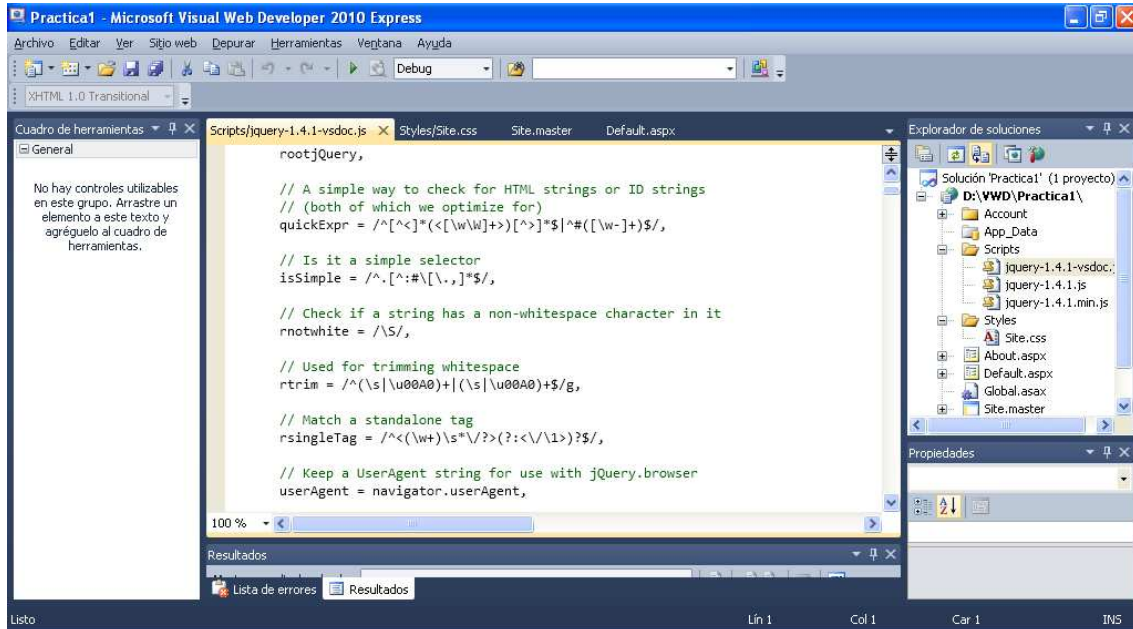 Practica1 - Microsoft Visual Web Developer 2010 Express
Archivo Editar Ver Sitio web Depurar Herramientas Ventana Ayuda
Debug
XHTML 1.0 Transitional
Cuadro de herramientas
General
No hay controles utilizables
en este grupo. Arrastre un
elemento a este texto y
agréguelo al cuadro de
herramientas.
Scripts/jquery-1.4.1-vsdoc.js Styles/Site.css Site.master Default.aspx
rootjQuery,
// A simple way to check for HTML strings or ID strings
// (both of which we optimize for)
quickExpr = /^[^<]*(<[\w\W]+>)[^>]*$|^#([\w-]+)$/,
// Is it a simple selector
isSimple = /^.[^:#\[\.,]*$/,
// Check if a string has a non-whitespace character in it
rnotwhite = /\S/,
// Used for trimming whitespace
rtrim = /^(\s|\u00A0)+|(\s|\u00A0)+$/g,
// Match a standalone tag
rsingleTag = /^<(\w+)\s*\/?>(?:<\/\1>)?$/,
// Keep a UserAgent string for use with jQuery.browser
userAgent = navigator.userAgent,
100 %
Resultados
Lista de errores Resultados
Explorador de soluciones
Solución 'Practica1' (1 proyecto)
D:\VWD\Practica1\
Account
App_Data
Scripts
jquery-1.4.1-vsdoc.
jquery-1.4.1.js
jquery-1.4.1.min.js
Styles
Site.css
About.aspx
Default.aspx
Global.asax
Site.master
Propiedades
Listo Lín 1 Col 1 Car 1 INS